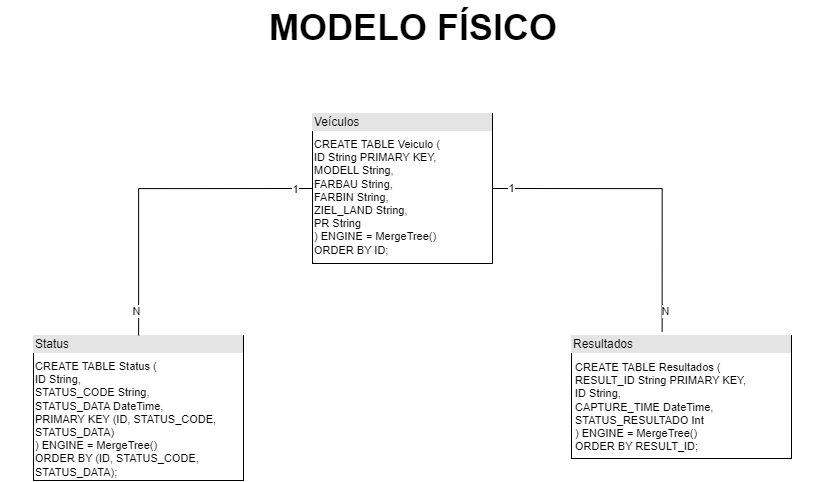 MODELO FÍSICO
Veículos
CREATE TABLE Veiculo (
ID String PRIMARY KEY,
MODELL String,
FARBAU String,
FARBIN String,
ZIEL_LAND String,
PR String
) ENGINE = MergeTree()
ORDER BY ID;
1
1
N
N
Status
CREATE TABLE Status (
ID String,
STATUS_CODE String,
STATUS_DATA DateTime,
PRIMARY KEY (ID, STATUS_CODE,
STATUS_DATA)
) ENGINE = MergeTree()
ORDER BY (ID, STATUS_CODE,
STATUS_DATA);
Resultados
CREATE TABLE Resultados (
RESULT_ID String PRIMARY KEY,
ID String,
CAPTURE_TIME DateTime,
STATUS_RESULTADO Int
) ENGINE = MergeTree()
ORDER BY RESULT_ID;